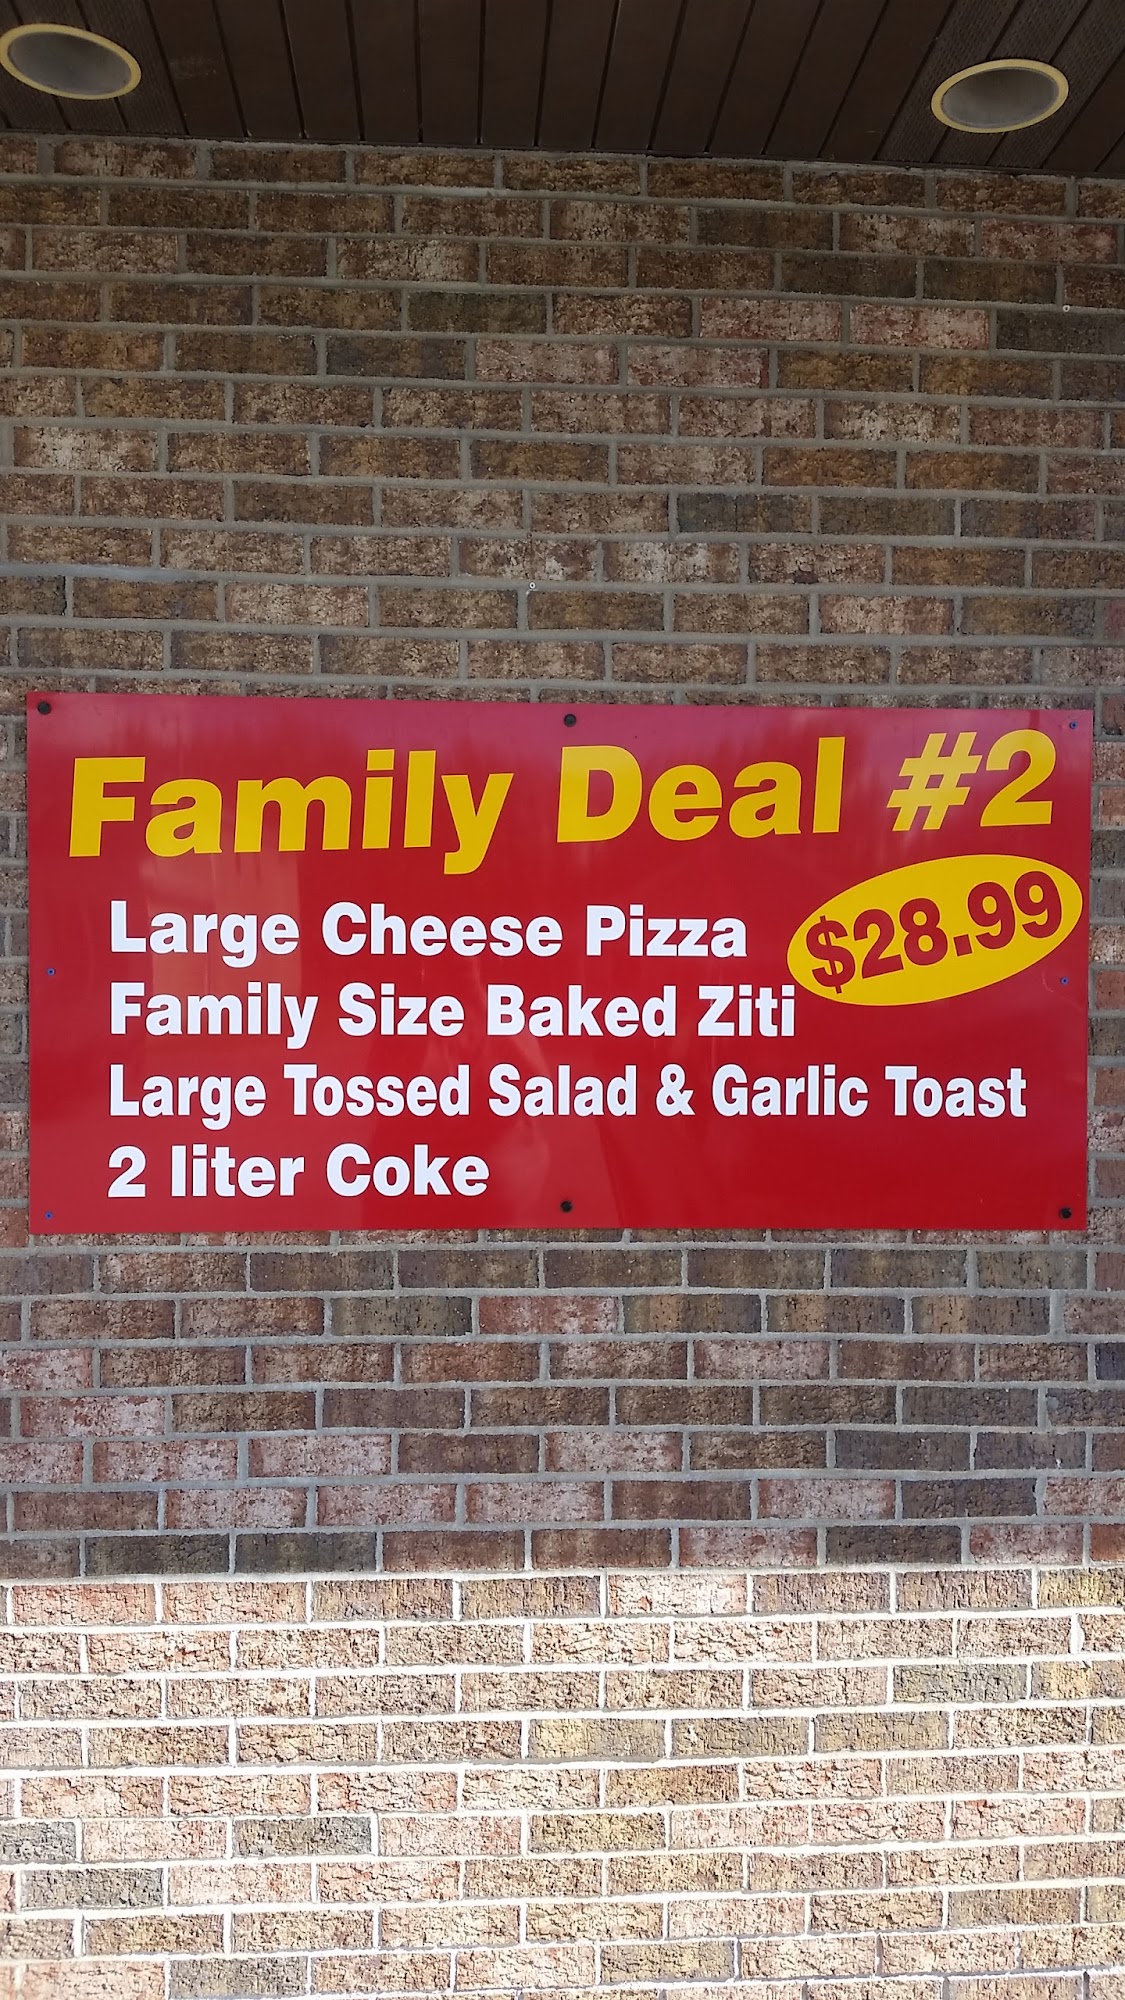 Family Deal #2
$28.99
Large Cheese Pizza
Family Size Baked Ziti
Large Tossed Salad & Garlic Toast
2 liter Coke